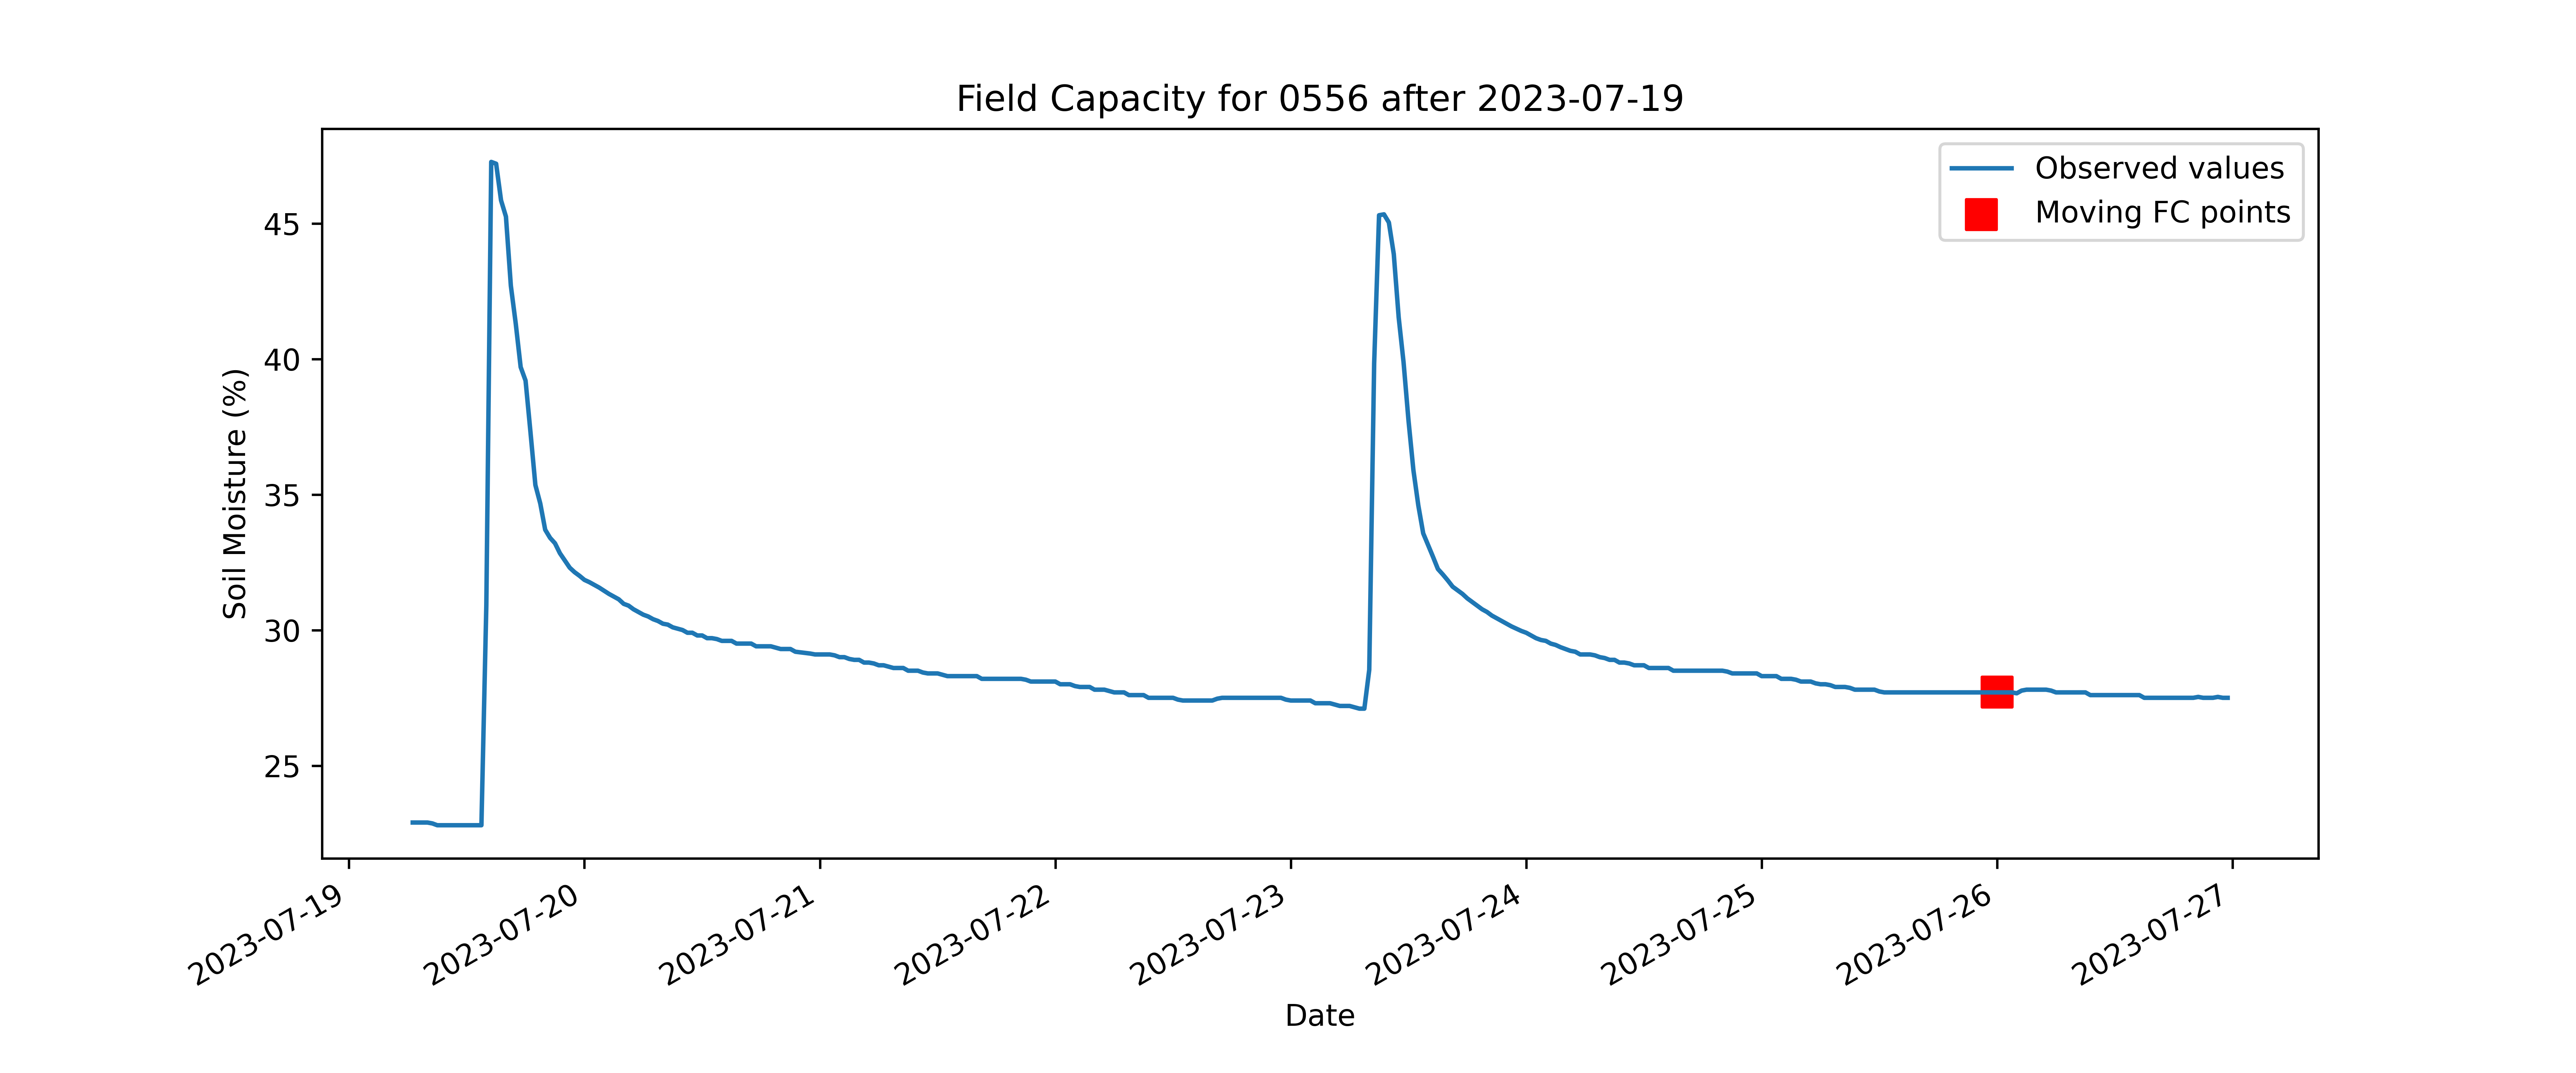 Field Capacity for 0556 after 2023-07-19
Observed values
Moving FC points
Soil Moisture (%)
45
40
35
30
25
2023-07-19
2023-07-20
2023-07-21
2023-07-22
2023-07-23
2023-07-24
2023-07-25
2023-07-26
2023-07-27
Date